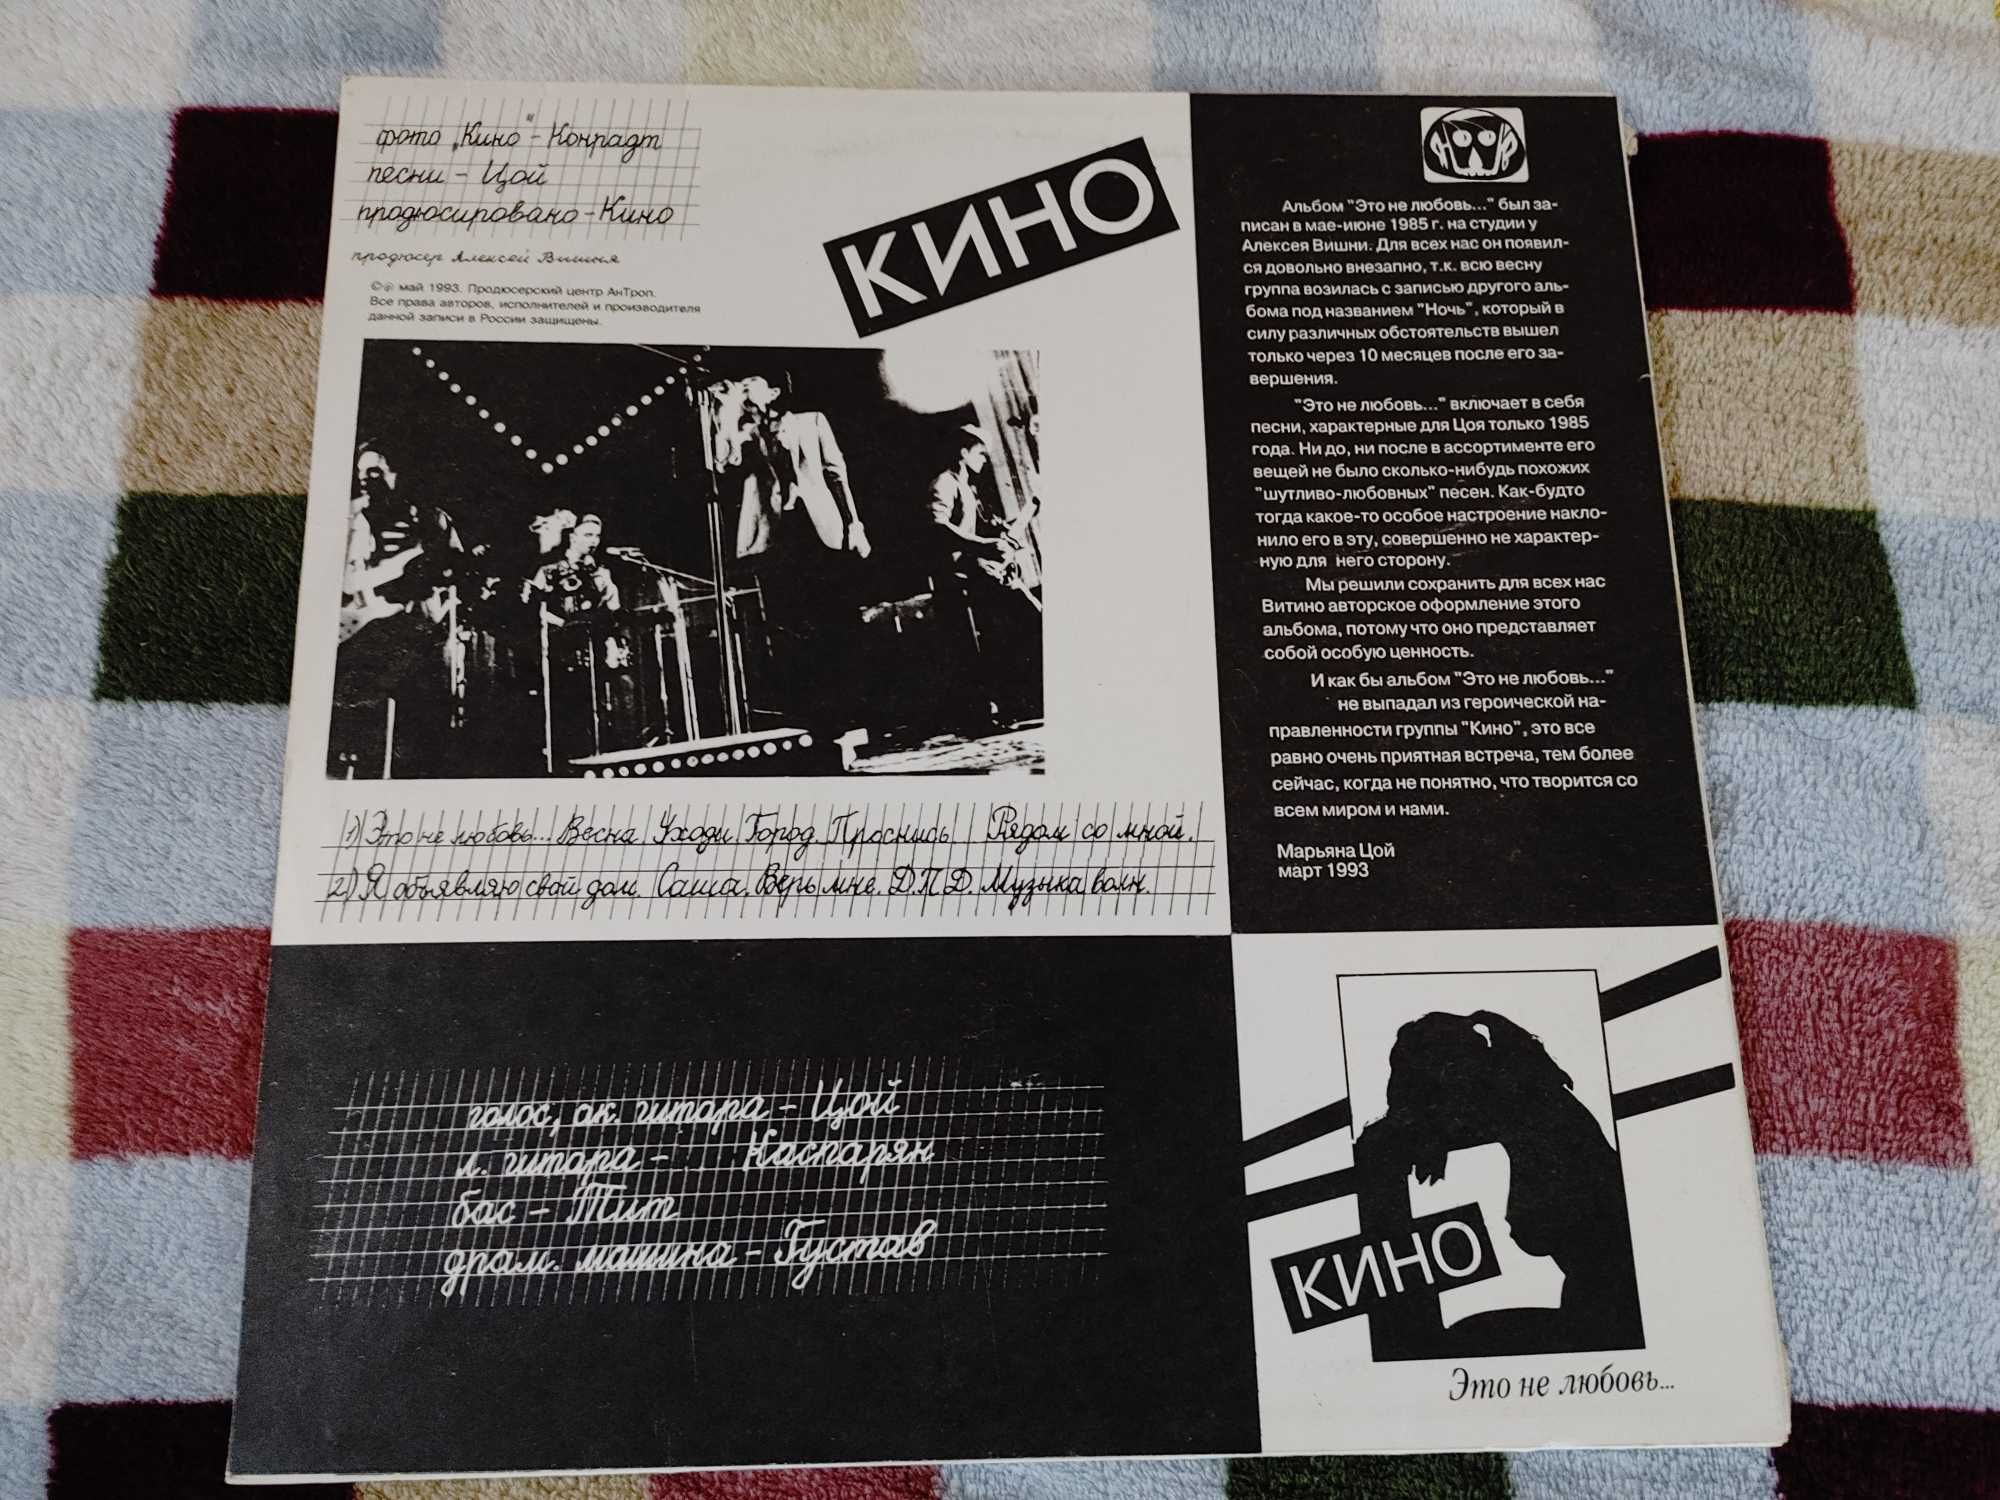 фото „Кино" - Конрадт
песни - Цой
продюсировано - Кино
продюсер Алексей Вишня
©℗ май 1993. Продюсерский центр АнТроп.
Все права авторов, исполнителей и производителя
данной записи в России защищены.
КИНО
1) Это не любовь... Весна. Уходи. Город. Проснись. Рядом со мной.
2.) Я объявляю свой дом. Саша. Верь мне. Д.П.Д. Музыка волн.
Альбом "Это не любовь..." был за-
писан в мае-июне 1985 г. на студии у
Алексея Вишни. Для всех нас он появил-
ся довольно внезапно, т.к. всю весну
группа возилась с записью другого аль-
бома под названием "Ночь", который в
силу различных обстоятельств вышел
только через 10 месяцев после его за-
вершения.
"Это не любовь..." включает в себя
песни, характерные для Цоя только 1985
года. Ни до, ни после в ассортименте его
вещей не было сколько-нибудь похожих
"шутливо-любовных" песен. Как-будто
тогда какое-то особое настроение накло-
нило его в эту, совершенно не характер-
ную для него сторону.
Мы решили сохранить для всех нас
Витино авторское оформление этого
альбома, потому что оно представляет
собой особую ценность.
И как бы альбом "Это не любовь..."
не выпадал из героической на-
правленности группы "Кино", это все
равно очень приятная встреча, тем более
сейчас, когда не понятно, что творится со
всем миром и нами.
Марьяна Цой
март 1993
голос, ак. гитара - Цой
л. гитара - Каспарян
бас - Тит
драм. машина - Густав
КИНО
Это не любовь...